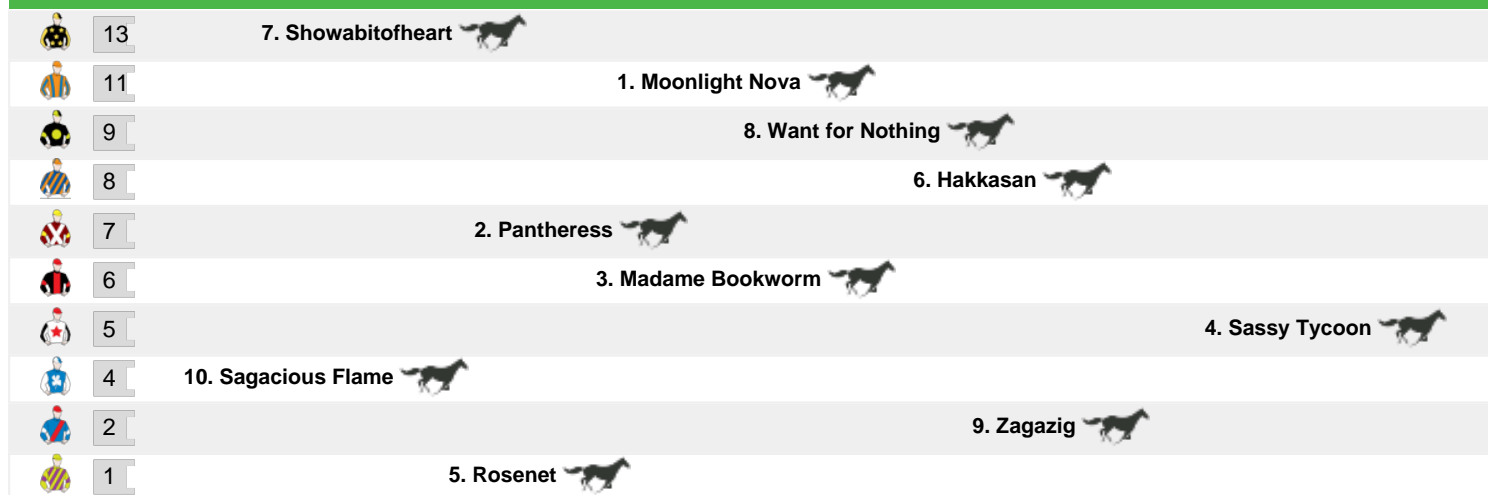 13 7. Showabitofheart
11 1. Moonlight Nova
9 8. Want for Nothing
8 6. Hakkasan
7 2. Pantheress
6 3. Madame Bookworm
5 4. Sassy Tycoon
4 10. Sagacious Flame
2 9. Zagazig
1 5. Rosenet